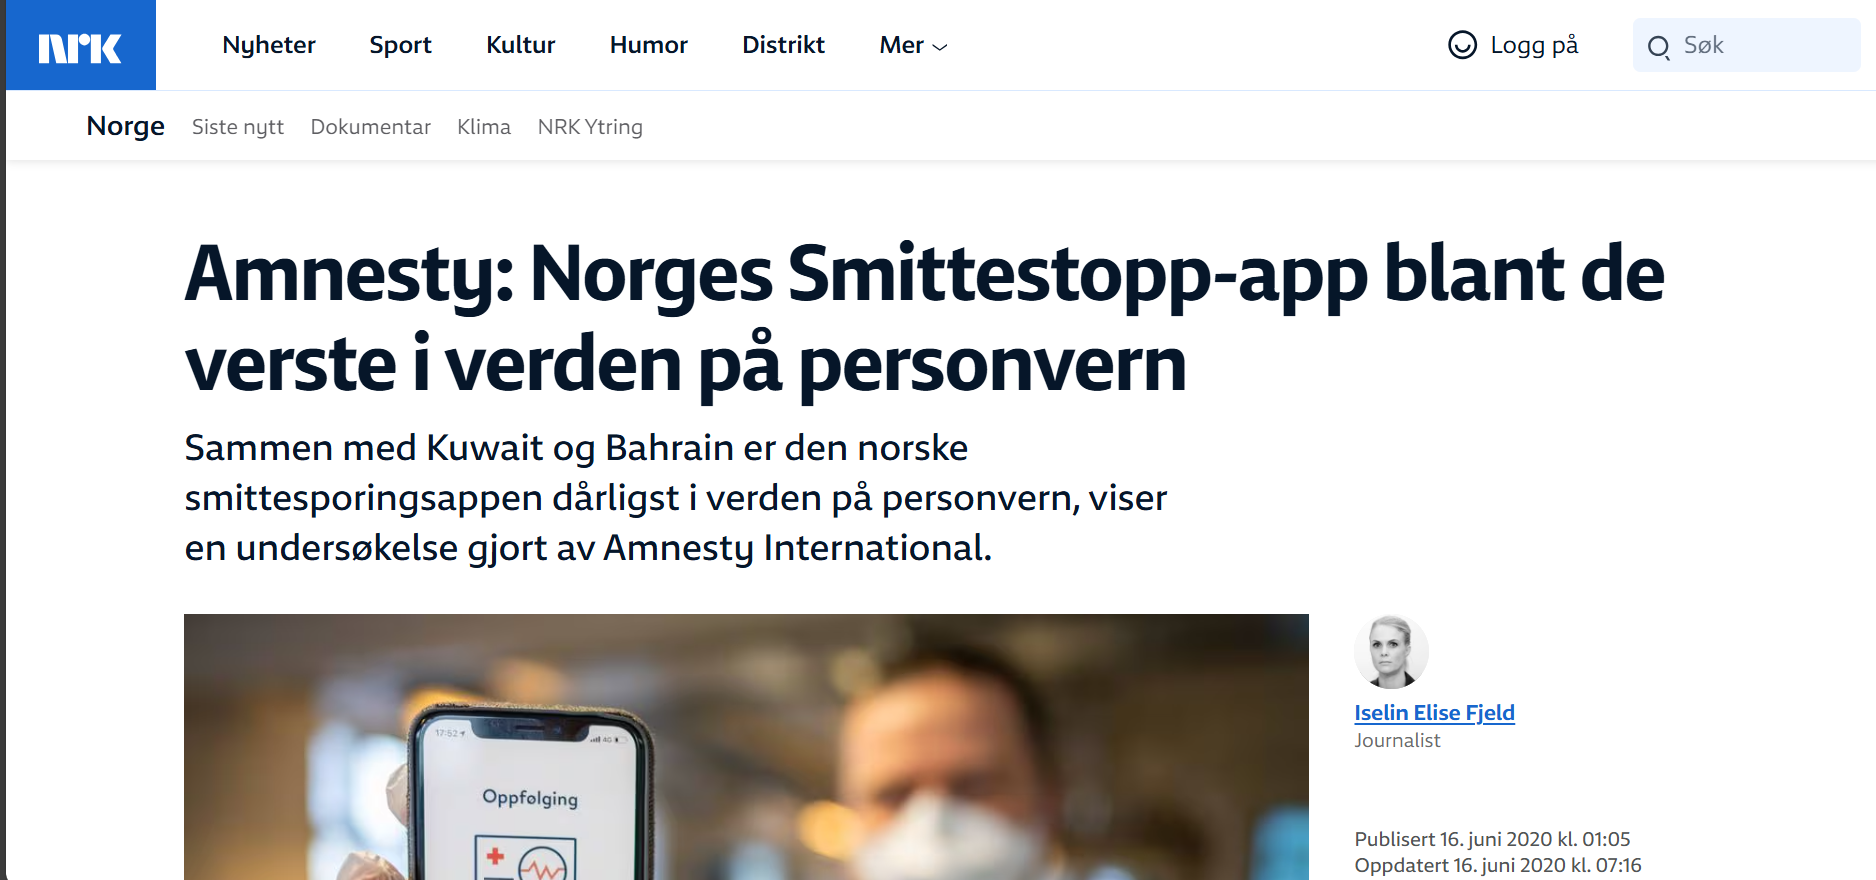 NRK
Nyheter Sport Kultur Humor Distrikt Mer Logg på Søk
Norge Siste nytt Dokumentar Klima NRK Ytring
Amnesty: Norges Smittestopp-app blant de
verste i verden på personvern
Sammen med Kuwait og Bahrain er den norske
smittesporingsappen dårligst i verden på personvern, viser
en undersøkelse gjort av Amnesty International.
17:52 4G
Oppfølging
Iselin Elise Fjeld
Journalist
Publisert 16. juni 2020 kl. 01:05
Oppdatert 16. juni 2020 kl. 07:16